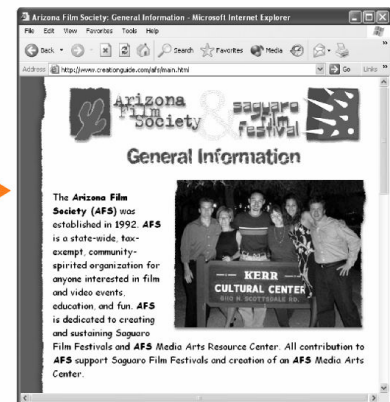 Arizona Film Society: General Information - Microsoft Internet Explorer
File Edit View Favorites Tools Help
Back Search Favorites Media
Address http://www.creationguide.com/afs/main.html Go Links »
Arizona Film Society & saguaro film festival
General Information
The Arizona Film
Society (AFS) was
established in 1992. AFS
is a state-wide, tax-
exempt, community-
spirited organization for
anyone interested in film
and video events,
education, and fun. AFS
is dedicated to creating
and sustaining Saguaro
KERR
CULTURAL CENTER
6110 N. SCOTTSDALE RD.
Film Festivals and AFS Media Arts Resource Center. All contribution to
AFS support Saguaro Film Festivals and creation of an AFS Media Arts
Center.